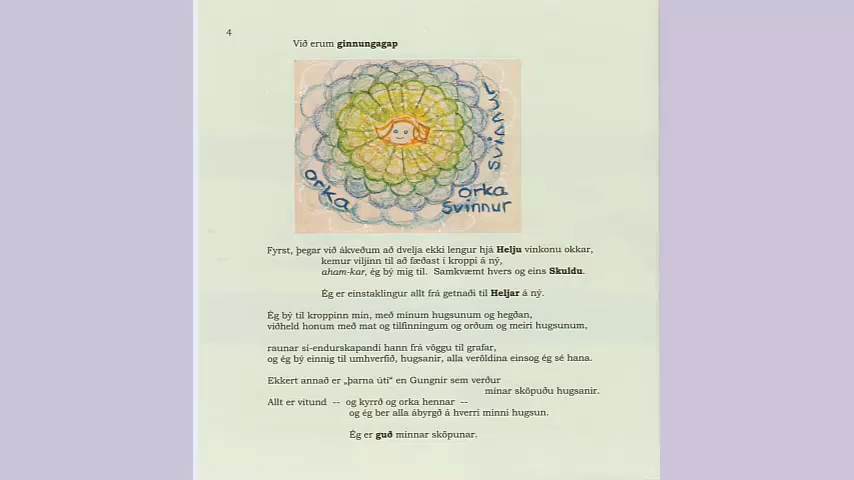 4
Við erum ginnungagap
svinnur
orka
orka
svinnur
Fyrst, þegar við ákveðum að dvelja ekki lengur hjá Helju vinkonu okkar,
kemur viljinn til að fæðast í kroppi á ný,
aham-kar, ég bý mig til. Samkvæmt hvers og eins Skuldu.
Ég er einstaklingur allt frá getnaði til Heljar á ný.
Ég bý til kroppinn min, með mínum hugsunum og hegðan,
viðheld honum með mat og tilfinningum og orðum og meiri hugsunum,
raunar sí-endurskapandi hann frá vöggu til grafar,
og ég bý einnig til umhverfið, hugsanir, alla veröldina einsog ég sé hana.
Ekkert annað er „þarna úti“ en Gungnir sem verður
mínar sköpuðu hugsanir.
Allt er vitund -- og kyrrð og orka hennar --
og ég ber alla ábyrgð á hverri minni hugsun.
Ég er guð minnar sköpunar.